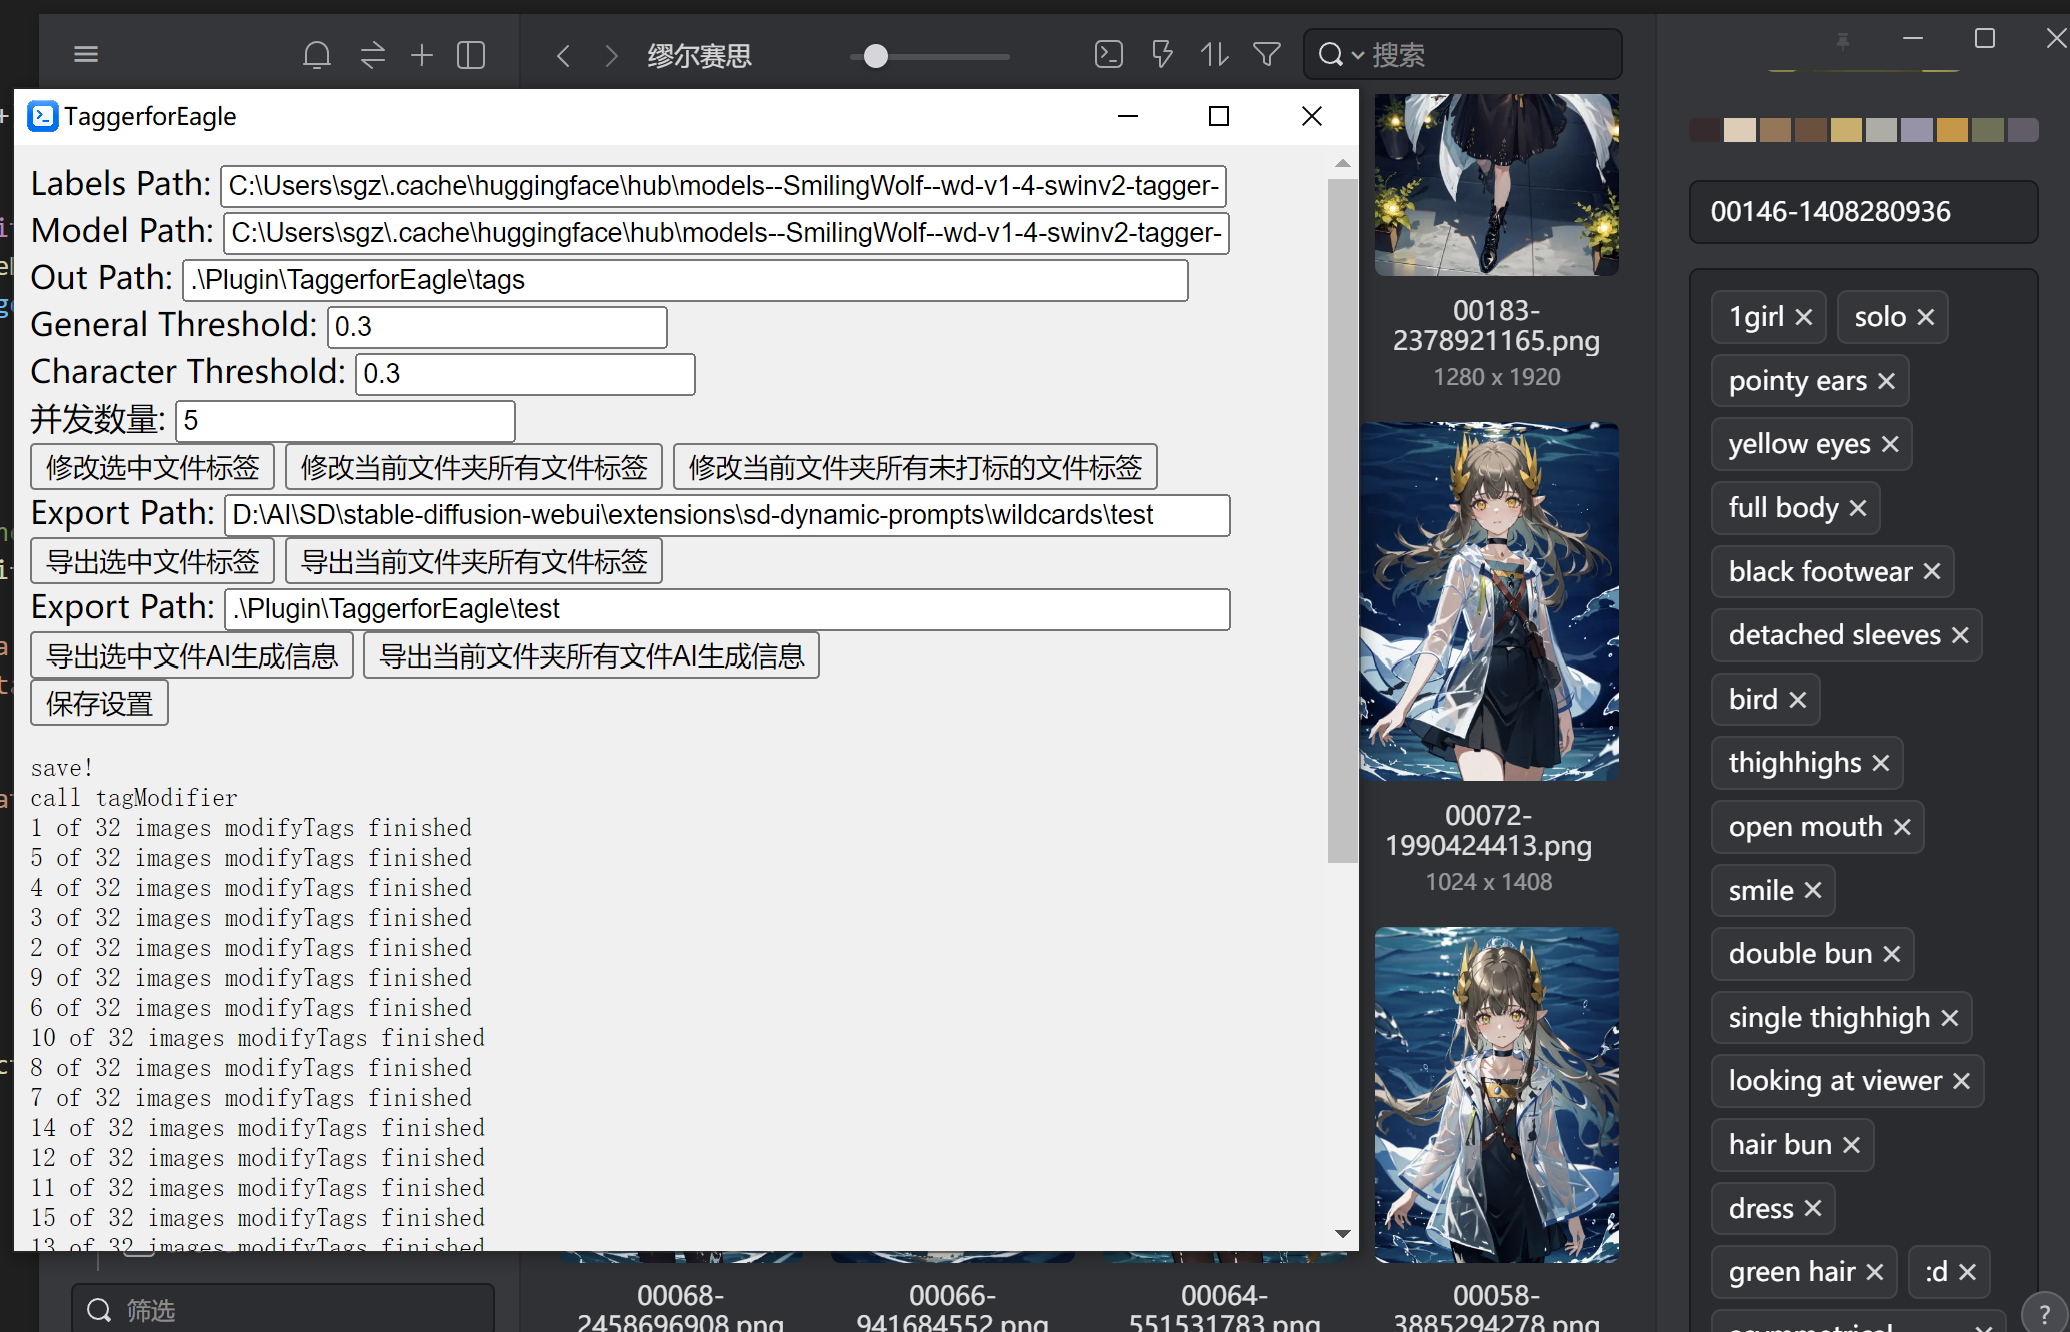 缪尔赛思
搜索
TaggerforEagle
Labels Path: C:\Users\sgz\.cache\huggingface\hub\models--SmilingWolf--wd-v1-4-swinv2-tagger-
Model Path: C:\Users\sgz\.cache\huggingface\hub\models--SmilingWolf--wd-v1-4-swinv2-tagger-
Out Path: .\Plugin\TaggerforEagle\tags
General Threshold: 0.3
Character Threshold: 0.3
并发数量: 5
修改选中文件标签 修改当前文件夹所有文件标签 修改当前文件夹所有未打标的文件标签
Export Path: D:\AI\SD\stable-diffusion-webui\extensions\sd-dynamic-prompts\wildcards\test
导出选中文件标签 导出当前文件夹所有文件标签
Export Path: .\Plugin\TaggerforEagle\test
导出选中文件AI生成信息 导出当前文件夹所有文件AI生成信息
保存设置
save!
call tagModifier
1 of 32 images modifyTags finished
5 of 32 images modifyTags finished
4 of 32 images modifyTags finished
3 of 32 images modifyTags finished
2 of 32 images modifyTags finished
9 of 32 images modifyTags finished
6 of 32 images modifyTags finished
10 of 32 images modifyTags finished
8 of 32 images modifyTags finished
7 of 32 images modifyTags finished
14 of 32 images modifyTags finished
12 of 32 images modifyTags finished
11 of 32 images modifyTags finished
15 of 32 images modifyTags finished
13 of 32 images modifyTags finished
筛选
00183-
2378921165.png
1280 x 1920
00072-
1990424413.png
1024 x 1408
00068-
2458696908.png
00066-
941684552.png
00064-
551531783.png
00058-
3885294278.png
00146-1408280936
1girl × solo ×
pointy ears ×
yellow eyes ×
full body ×
black footwear ×
detached sleeves ×
bird ×
thighhighs ×
open mouth ×
smile ×
double bun ×
single thighhigh ×
looking at viewer ×
hair bun ×
dress ×
green hair × :d ×
asymmetrical
?